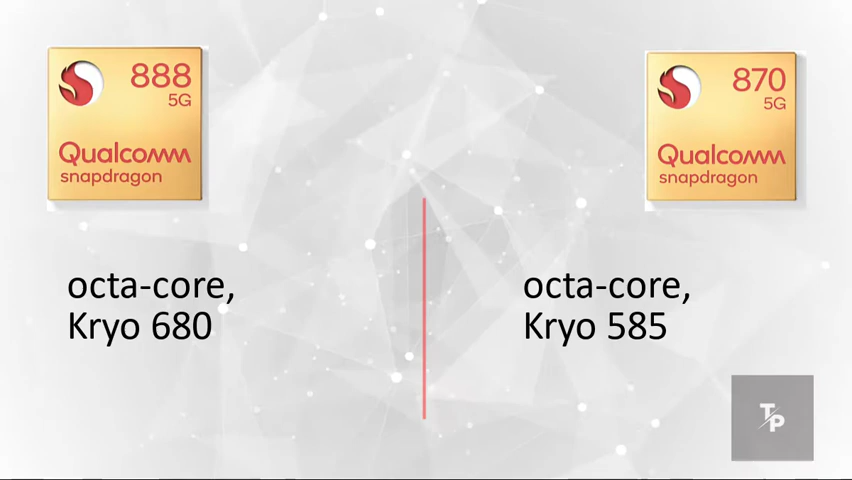 888
5G
Qualcomm
snapdragon
870
5G
Qualcomm
snapdragon
octa-core,
Kryo 680
octa-core,
Kryo 585
TP